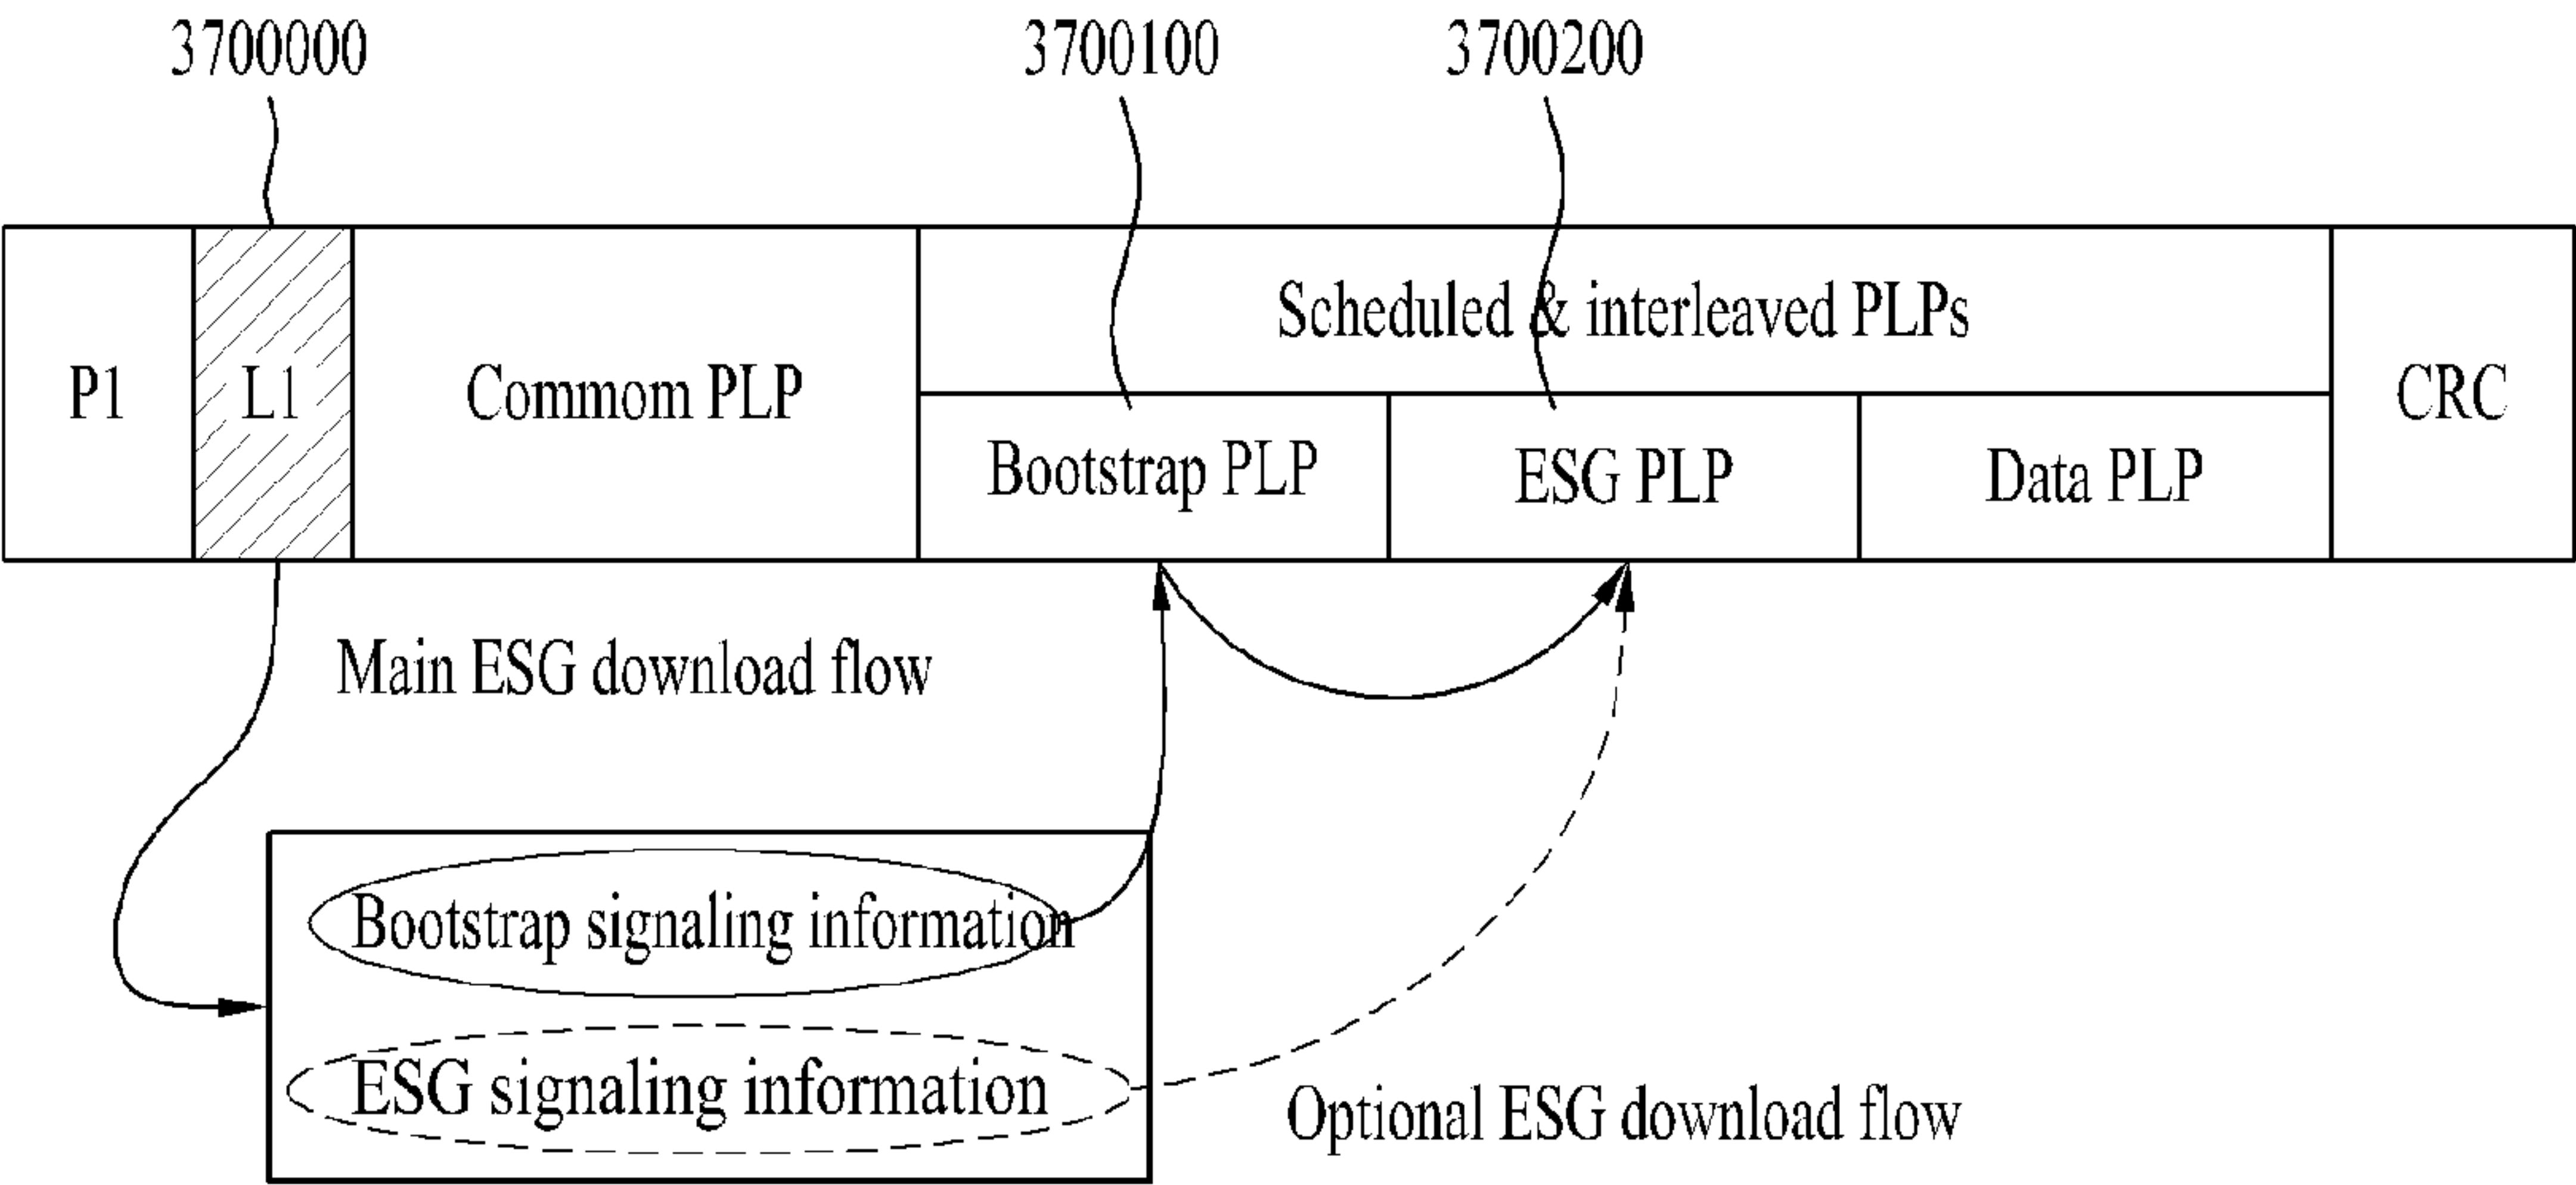 3700000
3700100
3700200
P1
L1
Commom PLP
Scheduled & interleaved PLPs
Bootstrap PLP
ESG PLP
Data PLP
CRC
Main ESG download flow
Bootstrap signaling information
ESG signaling information
Optional ESG download flow